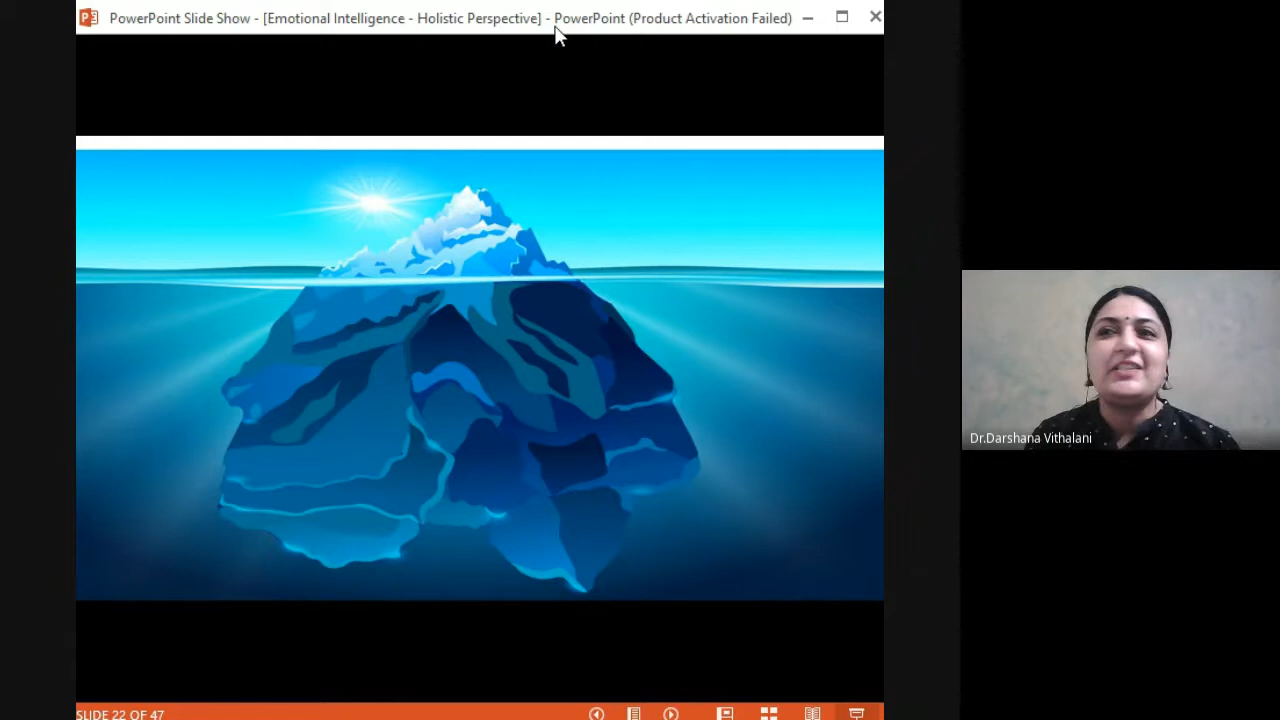 PowerPoint Slide Show - [Emotional Intelligence - Holistic Perspective] - PowerPoint (Product Activation Failed)
Dr.Darshana Vithalani
SLIDE 22 OF 47